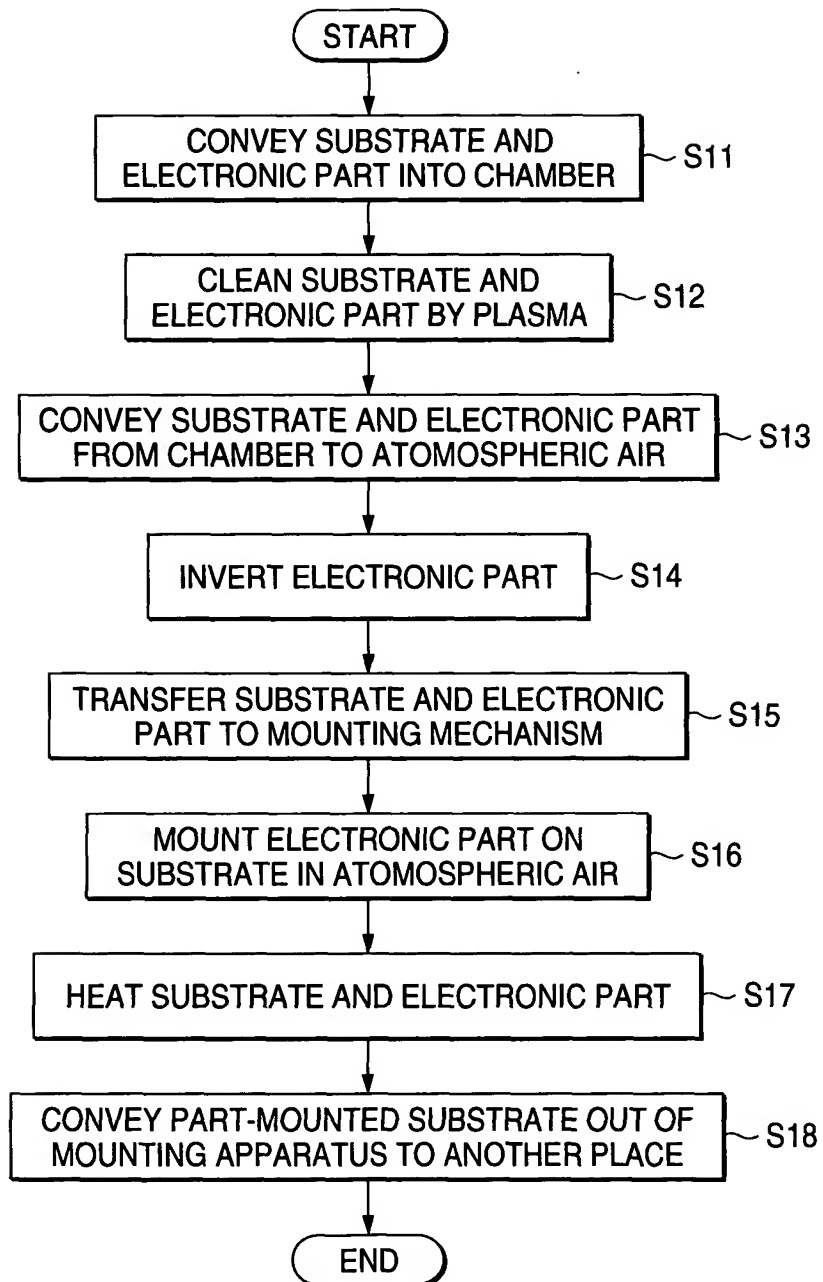 START
CONVEY SUBSTRATE AND
ELECTRONIC PART INTO CHAMBER
S11
CLEAN SUBSTRATE AND
ELECTRONIC PART BY PLASMA
S12
CONVEY SUBSTRATE AND ELECTRONIC PART
FROM CHAMBER TO ATOMOSPHERIC AIR
S13
INVERT ELECTRONIC PART
S14
TRANSFER SUBSTRATE AND ELECTRONIC
PART TO MOUNTING MECHANISM
S15
MOUNT ELECTRONIC PART ON
SUBSTRATE IN ATOMOSPHERIC AIR
S16
HEAT SUBSTRATE AND ELECTRONIC PART
S17
CONVEY PART-MOUNTED SUBSTRATE OUT OF
MOUNTING APPARATUS TO ANOTHER PLACE
S18
END